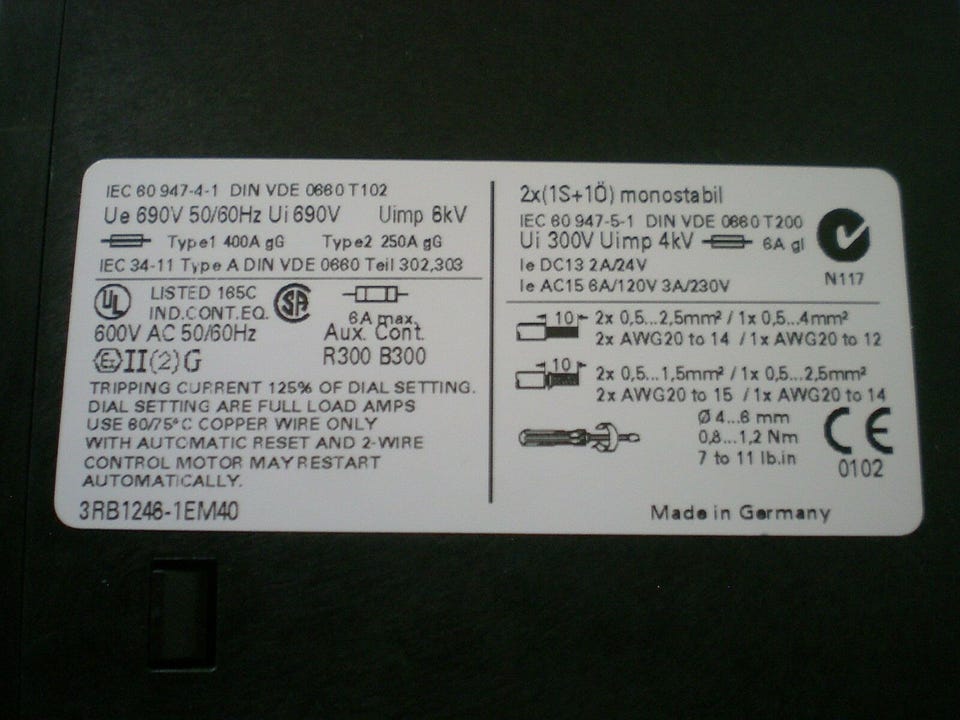 IEC 60 947-4-1 DIN VDE 0660 T102
Ue 690V 50/60Hz Ui 690V Uimp 6kV
Type1 400A gG Type2 250A gG
IEC 34-11 Type A DIN VDE 0660 Teil 302,303
UL LISTED 165C
IND.CONT.EQ.
SA
600V AC 50/60Hz
6A max.
Aux. Cont.
R300 B300
Ex II(2)G
TRIPPING CURRENT 125% OF DIAL SETTING.
DIAL SETTING ARE FULL LOAD AMPS
USE 60/75°C COPPER WIRE ONLY
WITH AUTOMATIC RESET AND 2-WIRE
CONTROL MOTOR MAY RESTART
AUTOMATICALLY.
3RB1246-1EM40
2x(1S+1Ö) monostabil
IEC 60 947-5-1 DIN VDE 0660 T200
Ui 300V Uimp 4kV 6A gl
Ie DC13 2A/24V
Ie AC15 6A/120V 3A/230V
N117
10 2x 0,5...2,5mm² / 1x 0,5...4mm²
2x AWG20 to 14 / 1x AWG20 to 12
10 2x 0,5...1,5mm² / 1x 0,5...2,5mm²
2x AWG20 to 15 / 1x AWG20 to 14
Ø 4...6 mm
0,8...1,2 Nm
7 to 11 lb.in
CE
0102
Made in Germany